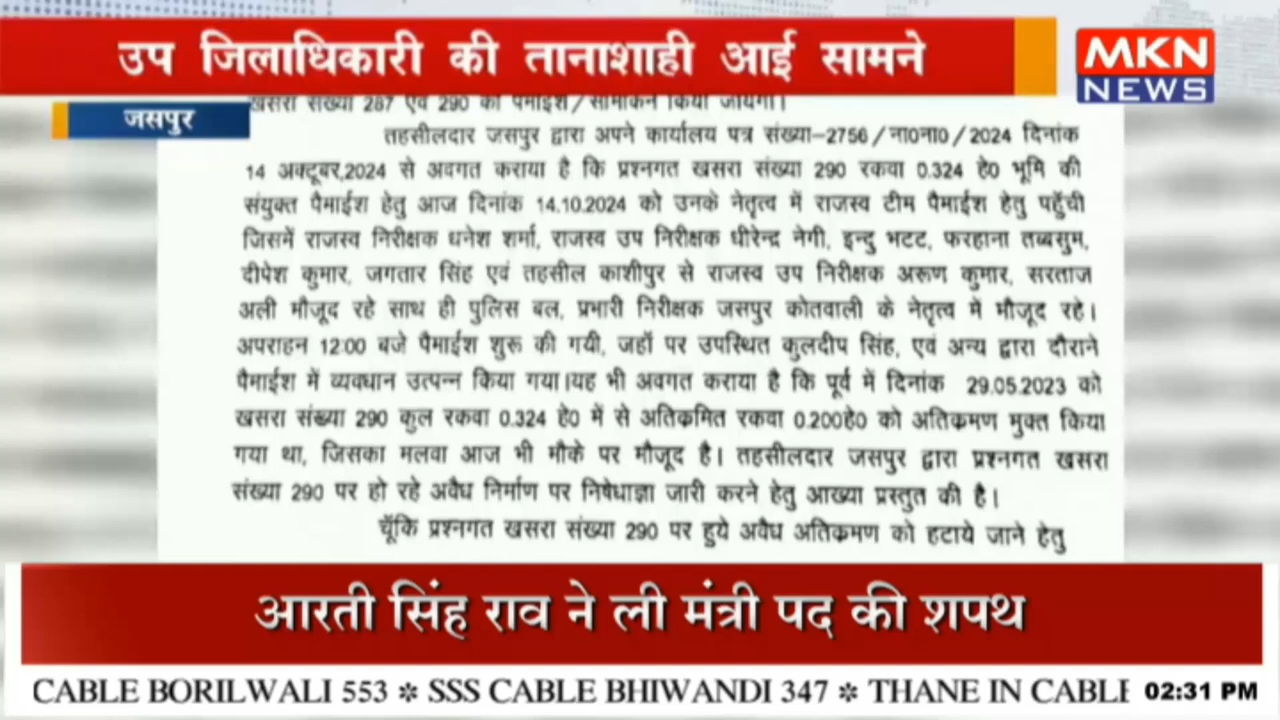 उप जिलाधिकारी की तानाशाही आई सामने
MKN
NEWS
जसपुर
खसरा संख्या 287 एवं 290 की पैमाईश/सीमांकन किया जायेगा।
तहसीलदार जसपुर द्वारा अपने कार्यालय पत्र संख्या–2756/ना0ना0/2024 दिनांक
14 अक्टूबर,2024 से अवगत कराया है कि प्रश्नगत खसरा संख्या 290 रकवा 0.324 हे0 भूमि की
संयुक्त पैमाईश हेतु आज दिनांक 14.10.2024 को उनके नेतृत्व में राजस्व टीम पैमाईश हेतु पहुँची
जिसमें राजस्व निरीक्षक धनेश शर्मा, राजस्व उप निरीक्षक धीरेन्द्र नेगी, इन्दु भटट, फरहाना तब्बसुम,
दीपेश कुमार, जगतार सिंह एवं तहसील काशीपुर से राजस्व उप निरीक्षक अरूण कुमार, सरताज
अली मौजूद रहे साथ ही पुलिस बल, प्रभारी निरीक्षक जसपुर कोतवाली के नेतृत्व में मौजूद रहे।
अपराहन 12:00 बजे पैमाईश शुरू की गयी, जहाँ पर उपस्थित कुलदीप सिंह, एवं अन्य द्वारा दौराने
पैमाईश में व्यवधान उत्पन्न किया गया।यह भी अवगत कराया है कि पूर्व में दिनांक 29.05.2023 को
खसरा संख्या 290 कुल रकवा 0.324 हे0 में से अतिक्रमित रकवा 0.200हे0 को अतिक्रमण मुक्त किया
गया था, जिसका मलवा आज भी मौके पर मौजूद है। तहसीलदार जसपुर द्वारा प्रश्नगत खसरा
संख्या 290 पर हो रहे अवैध निर्माण पर निषेधाज्ञा जारी करने हेतु आख्या प्रस्तुत की है।
चूँकि प्रश्नगत खसरा संख्या 290 पर हुये अवैध अतिक्रमण को हटाये जाने हेतु
आरती सिंह राव ने ली मंत्री पद की शपथ
CABLE BORILWALI 553 ✻ SSS CABLE BHIWANDI 347 ✻ THANE IN CABLE
02:31 PM